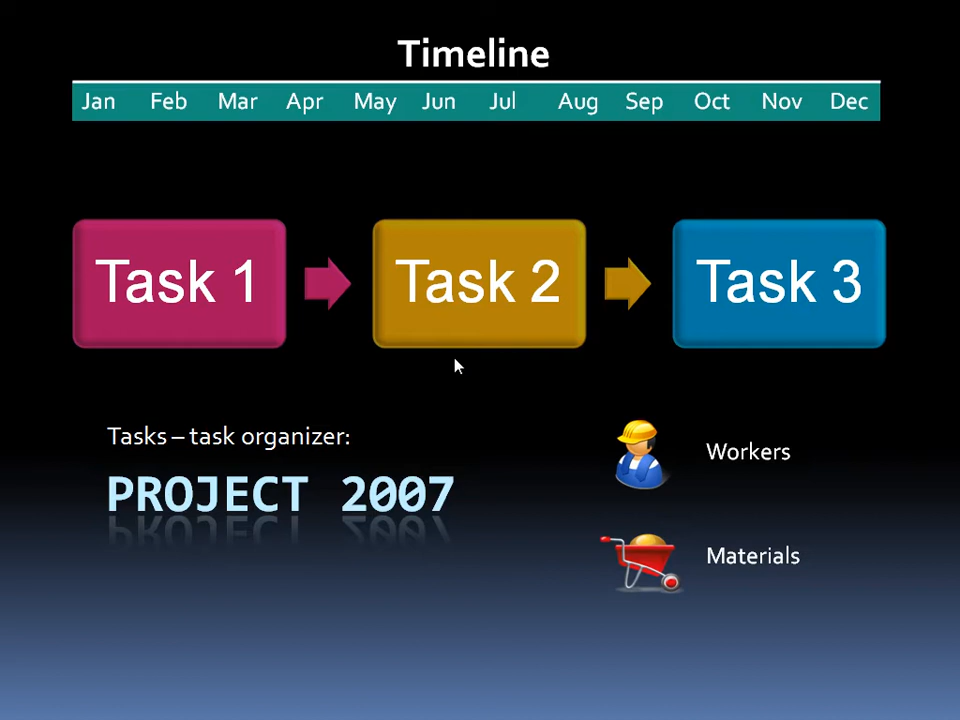 Timeline
Jan Feb Mar Apr May Jun Jul Aug Sep Oct Nov Dec
Task 1 Task 2 Task 3
Tasks – task organizer:
PROJECT 2007
Workers
Materials